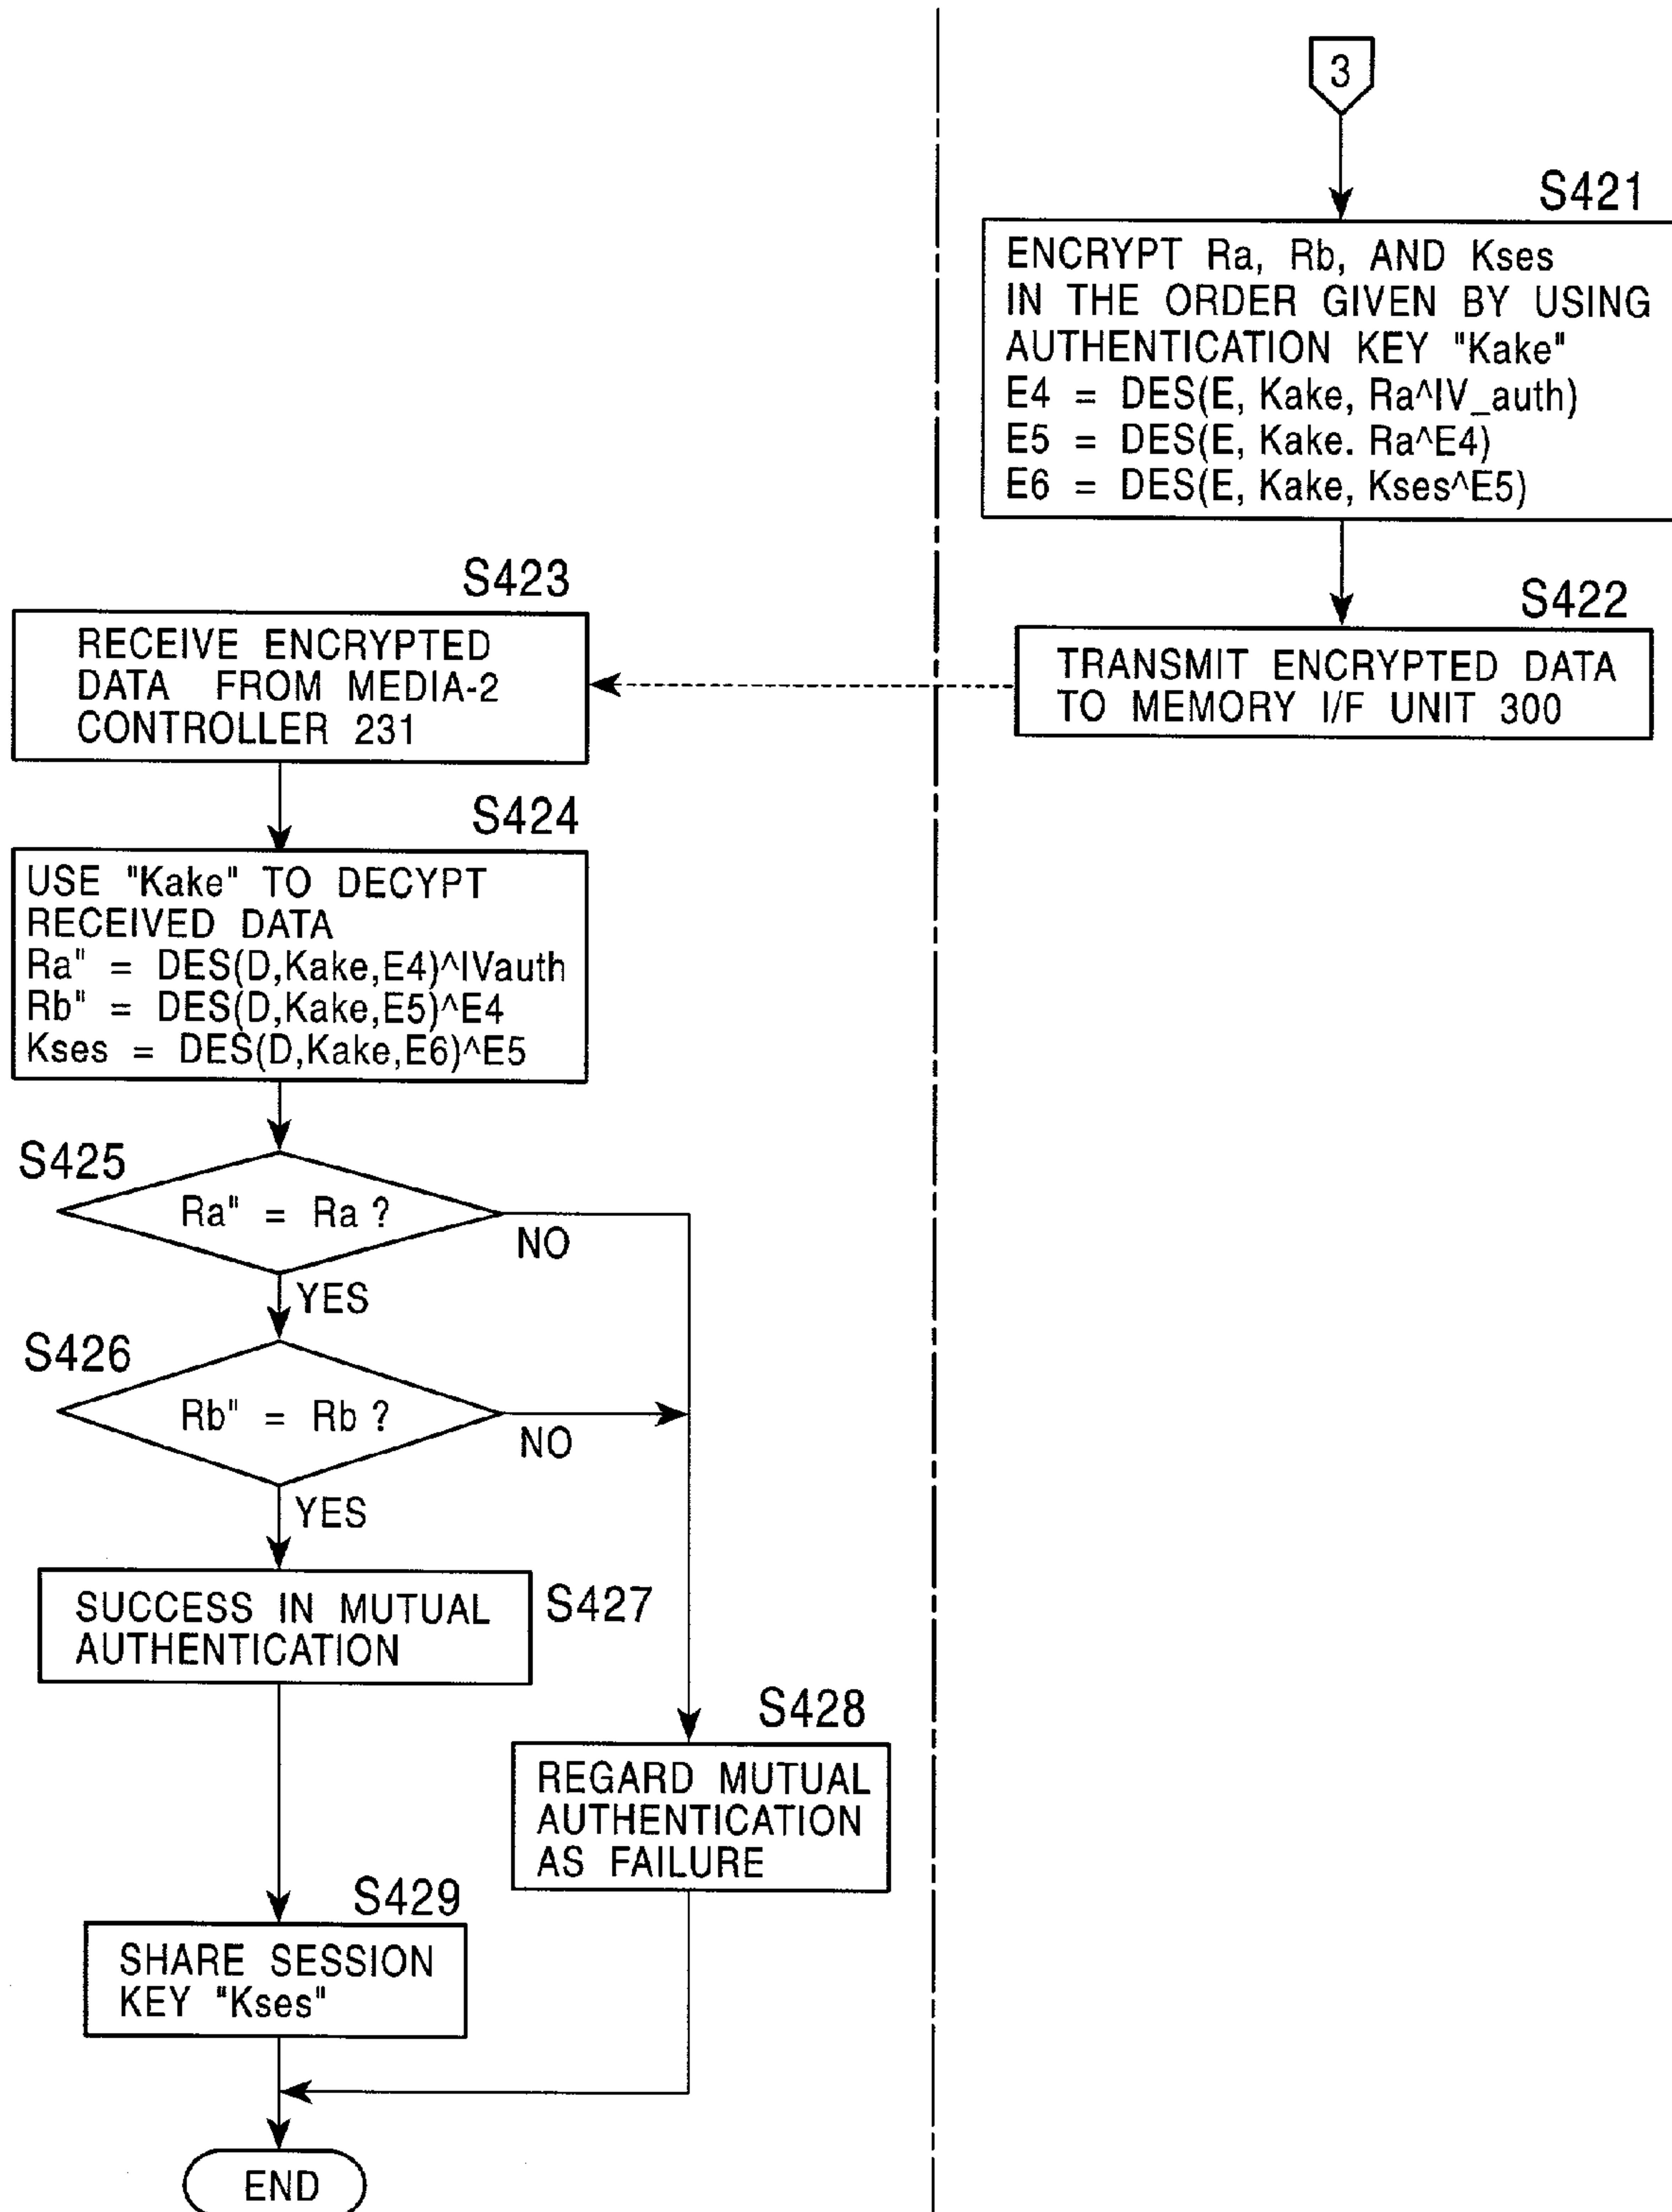 3
S421
ENCRYPT Ra, Rb, AND Kses
IN THE ORDER GIVEN BY USING
AUTHENTICATION KEY "Kake"
E4 = DES(E, Kake, Ra^IV_auth)
E5 = DES(E, Kake. Ra^E4)
E6 = DES(E, Kake, Kses^E5)
S422
TRANSMIT ENCRYPTED DATA
TO MEMORY I/F UNIT 300
S423
RECEIVE ENCRYPTED
DATA FROM MEDIA-2
CONTROLLER 231
S424
USE "Kake" TO DECYPT
RECEIVED DATA
Ra" = DES(D,Kake,E4)^IVauth
Rb" = DES(D,Kake,E5)^E4
Kses = DES(D,Kake,E6)^E5
S425
Ra" = Ra ?
NO
YES
S426
Rb" = Rb ?
NO
YES
SUCCESS IN MUTUAL
AUTHENTICATION
S427
S428
REGARD MUTUAL
AUTHENTICATION
AS FAILURE
S429
SHARE SESSION
KEY "Kses"
END